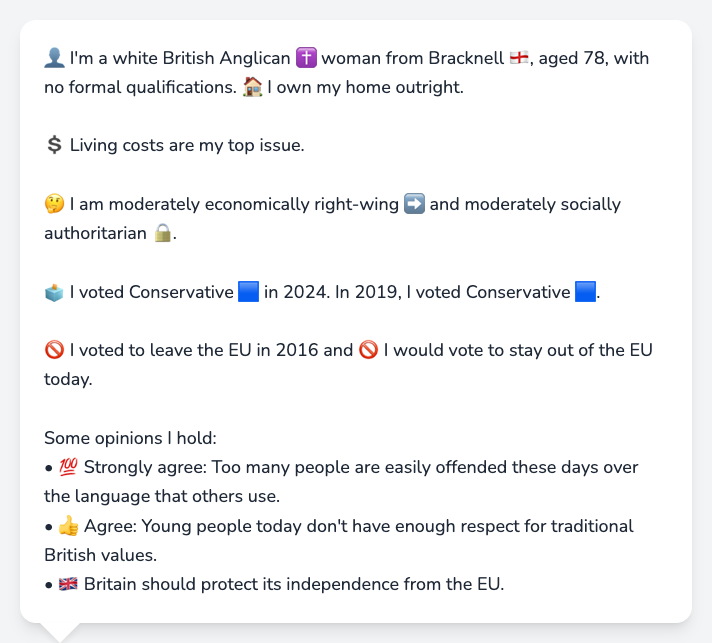 👤 I'm a white British Anglican ✝️ woman from Bracknell 🏴󠁧󠁢󠁥󠁮󠁧󠁿, aged 78, with
no formal qualifications. 🏠 I own my home outright.
💲 Living costs are my top issue.
🤔 I am moderately economically right-wing ➡️ and moderately socially
authoritarian 🔒.
🗳️ I voted Conservative 🟦 in 2024. In 2019, I voted Conservative 🟦.
🚫 I voted to leave the EU in 2016 and 🚫 I would vote to stay out of the EU
today.
Some opinions I hold:
• 💯 Strongly agree: Too many people are easily offended these days over
the language that others use.
• 👍 Agree: Young people today don't have enough respect for traditional
British values.
• 🇬🇧 Britain should protect its independence from the EU.